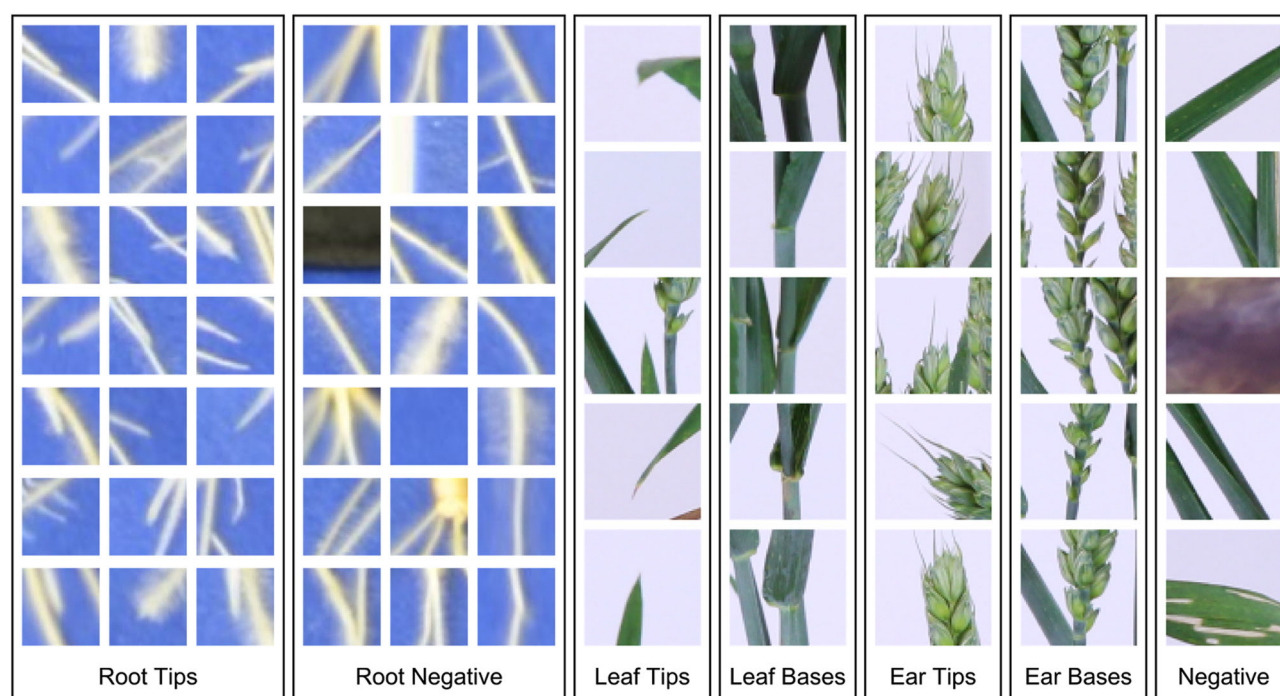 Root Tips
Root Negative
Leaf Tips
Leaf Bases
Ear Tips
Ear Bases
Negative